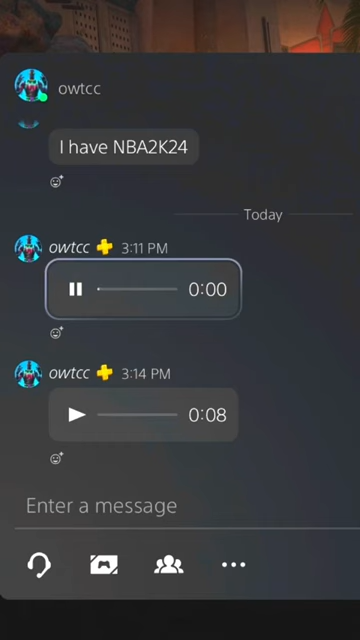 owtcc
I have NBA2K24
Today
owtcc 3:11 PM
0:00
owtcc 3:14 PM
0:08
Enter a message